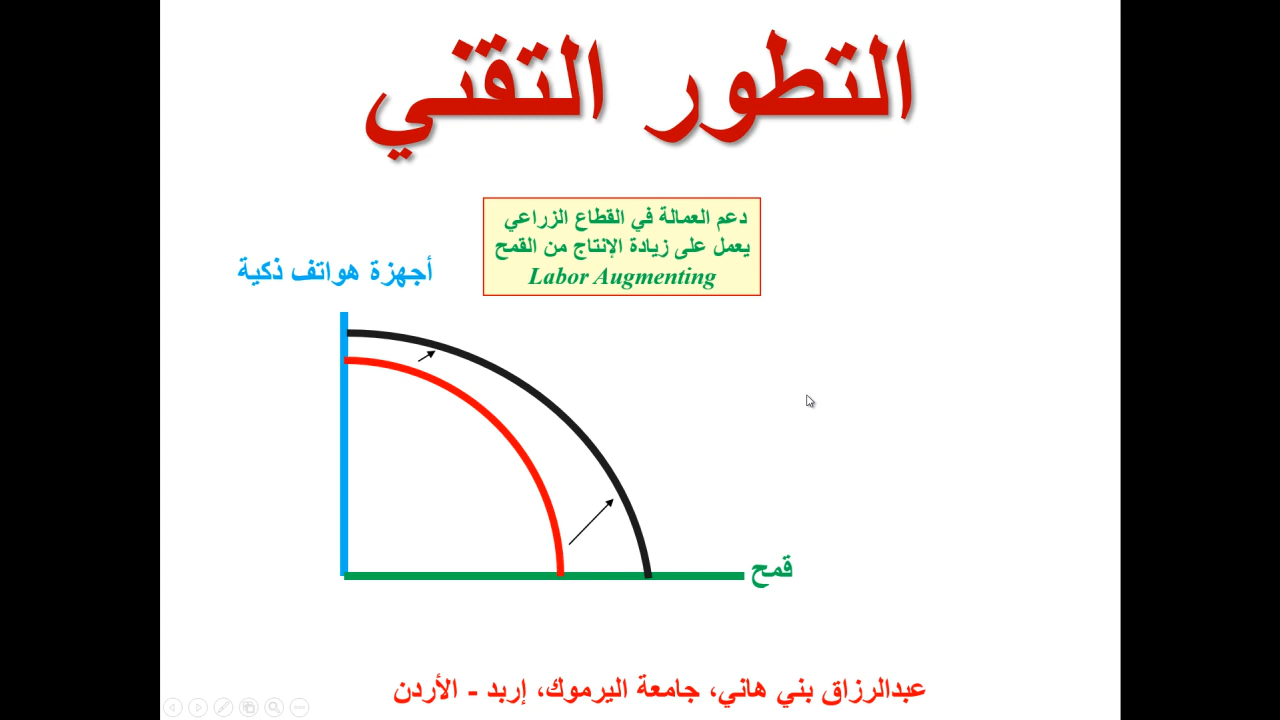 التطور التقني
دعم العمالة في القطاع الزراعي
يعمل على زيادة الإنتاج من القمح
Labor Augmenting
أجهزة هواتف ذكية
قمح
عبدالرزاق بني هاني، جامعة اليرموك، إربد - الأردن